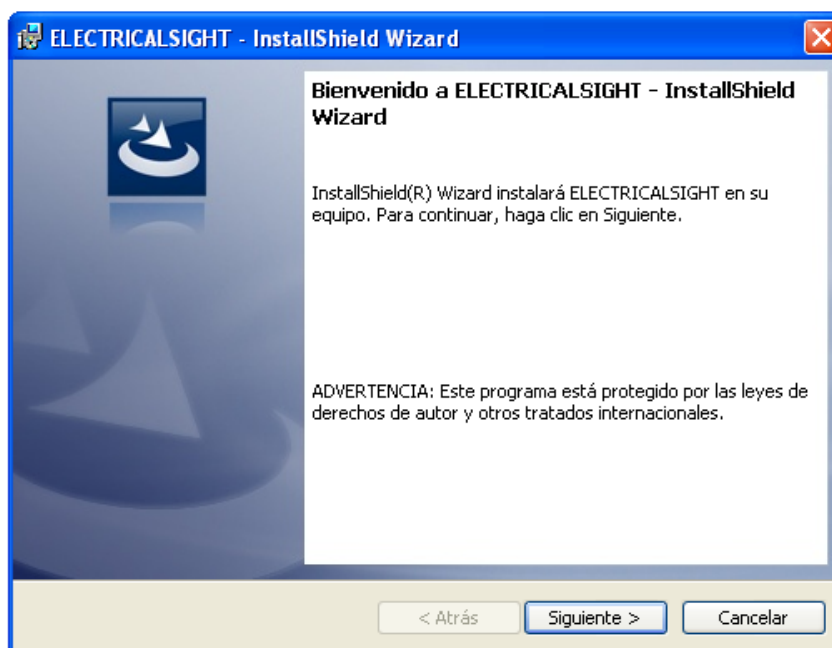 ELECTRICALSIGHT - InstallShield Wizard
Bienvenido a ELECTRICALSIGHT - InstallShield
Wizard
InstallShield(R) Wizard instalará ELECTRICALSIGHT en su
equipo. Para continuar, haga clic en Siguiente.
ADVERTENCIA: Este programa está protegido por las leyes de
derechos de autor y otros tratados internacionales.
< Atrás
Siguiente >
Cancelar